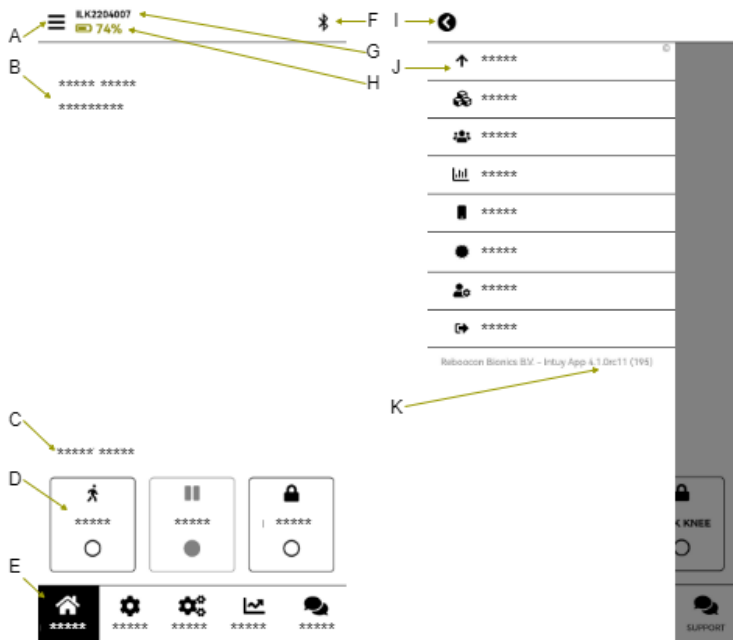 A
ILK2204007
74%
F
G
H
B
***** *****
*********
C
***** *****
D
*****
*****
*****
E
*****
*****
*****
*****
*****
I
J
©
*****
*****
*****
*****
*****
*****
*****
*****
Reboocon Bionics B.V. - Intuy App 4.1.0rc11 (195)
K
K KNEE
SUPPORT